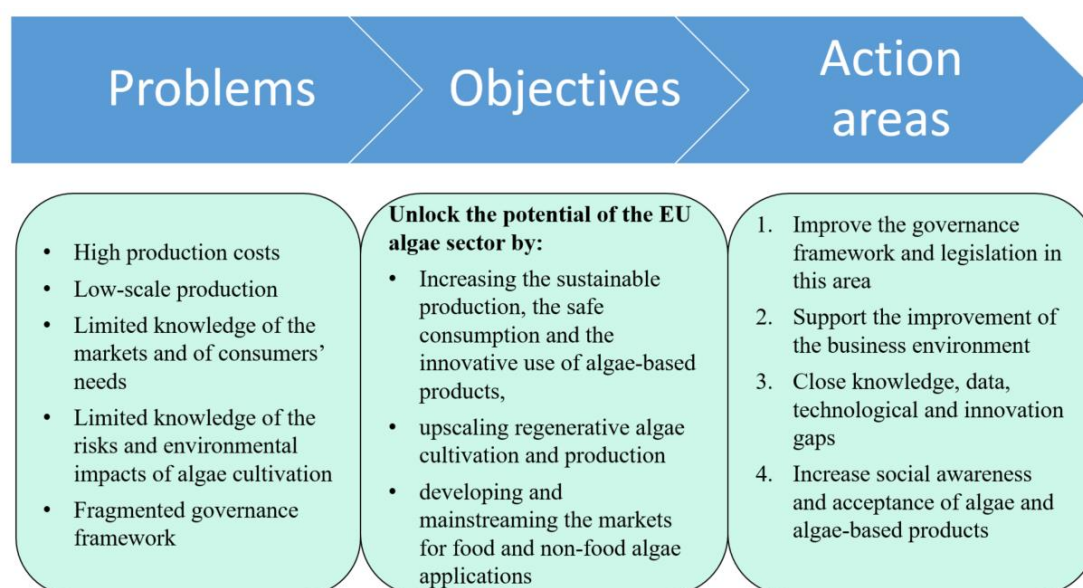 Problems
Objectives
Action
areas
• High production costs
• Low-scale production
• Limited knowledge of the
markets and of consumers’
needs
• Limited knowledge of the
risks and environmental
impacts of algae cultivation
• Fragmented governance
framework
Unlock the potential of the EU
algae sector by:
• Increasing the sustainable
production, the safe
consumption and the
innovative use of algae-based
products,
• upscaling regenerative algae
cultivation and production
• developing and
mainstreaming the markets
for food and non-food algae
applications
1. Improve the governance
framework and legislation in
this area
2. Support the improvement of
the business environment
3. Close knowledge, data,
technological and innovation
gaps
4. Increase social awareness
and acceptance of algae and
algae-based products